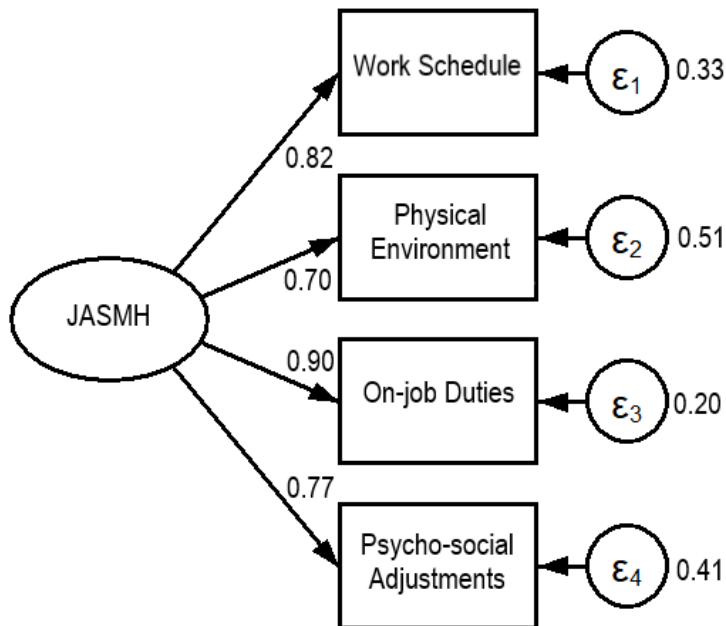 Work Schedule
ε1
0.33
0.82
Physical
Environment
ε2
0.51
0.70
JASMH
0.90
On-job Duties
ε3
0.20
0.77
Psycho-social
Adjustments
ε4
0.41